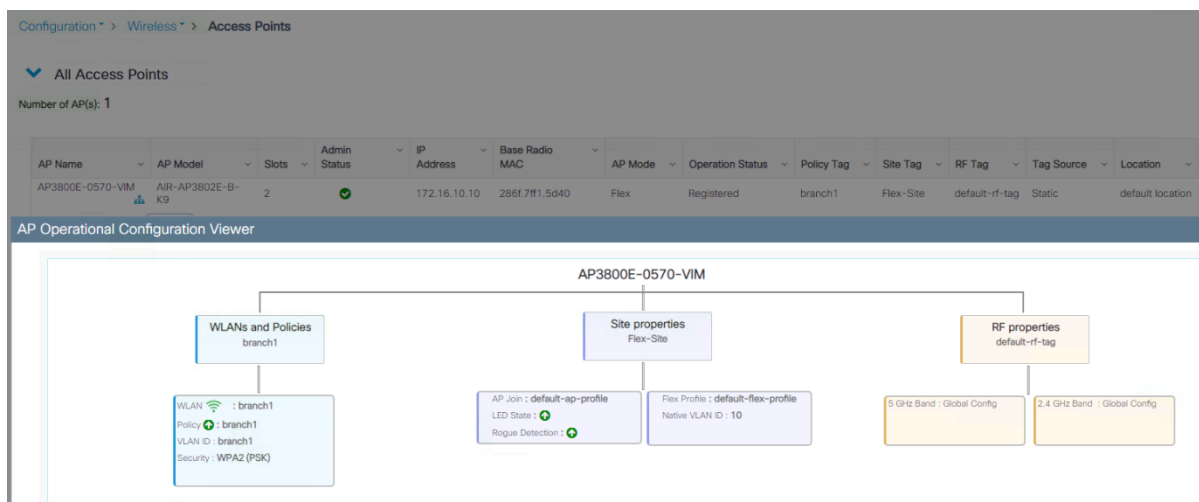 Configuration > Wireless > Access Points
All Access Points
Number of AP(s): 1
AP Name AP Model Slots Admin Status IP Address Base Radio MAC AP Mode Operation Status Policy Tag Site Tag RF Tag Tag Source Location
AP3800E-0570-VIM AIR-AP3802E-B-K9 2 172.16.10.10 286f.7ff1.5d40 Flex Registered branch1 Flex-Site default-rf-tag Static default location
AP Operational Configuration Viewer
AP3800E-0570-VIM
WLANs and Policies
branch1
Site properties
Flex-Site
RF properties
default-rf-tag
WLAN : branch1
Policy : branch1
VLAN ID : branch1
Security : WPA2 (PSK)
AP Join : default-ap-profile
LED State :
Rogue Detection :
Flex Profile : default-flex-profile
Native VLAN ID : 10
5 GHz Band : Global Config
2.4 GHz Band : Global Config